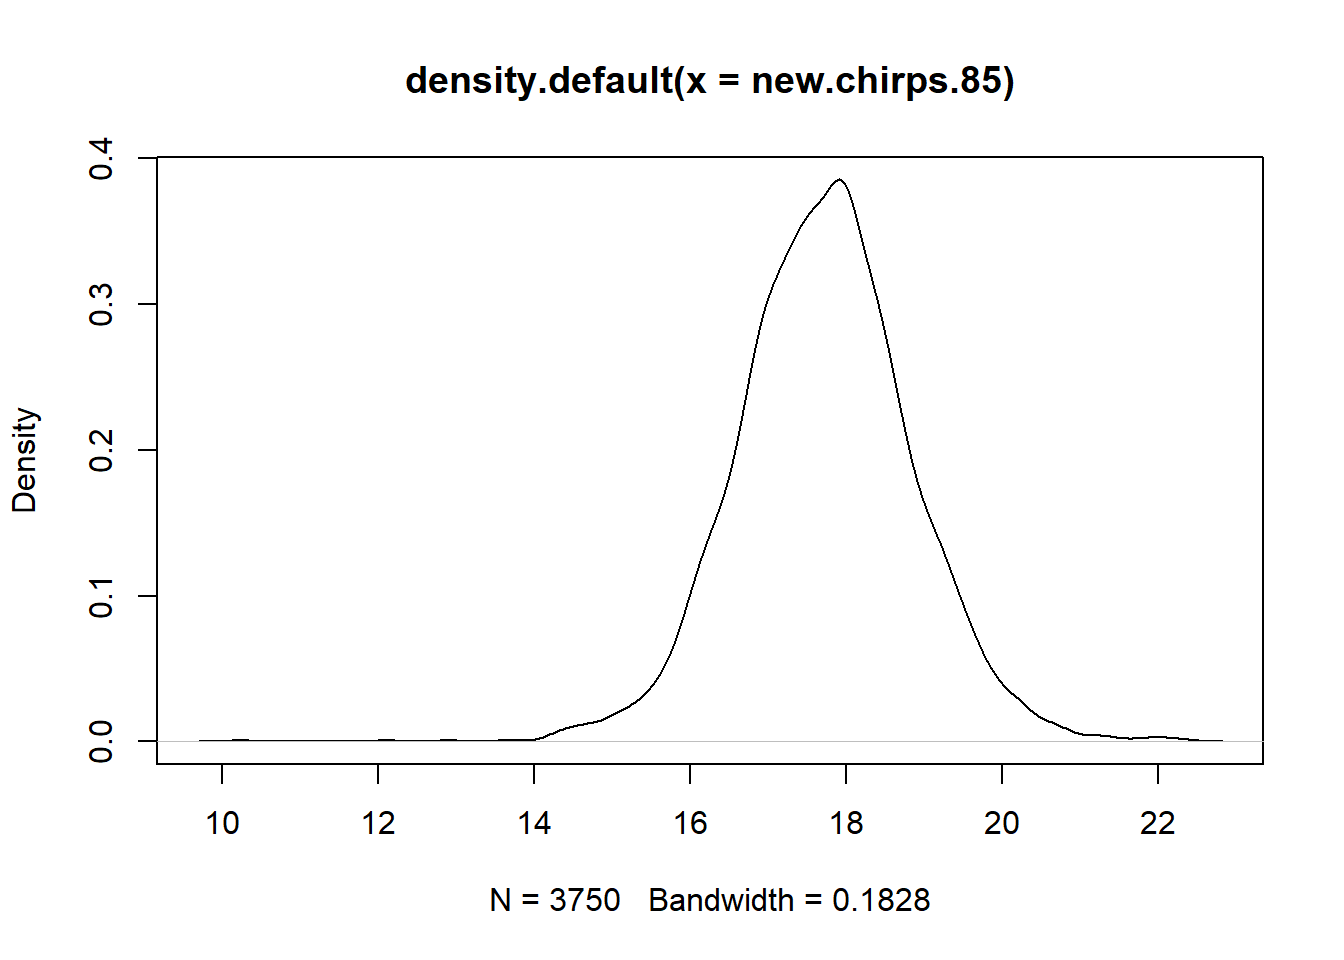 density.default(x = new.chirps.85)
Density
0.4
0.3
0.2
0.1
0.0
10 12 14 16 18 20 22
N = 3750 Bandwidth = 0.1828